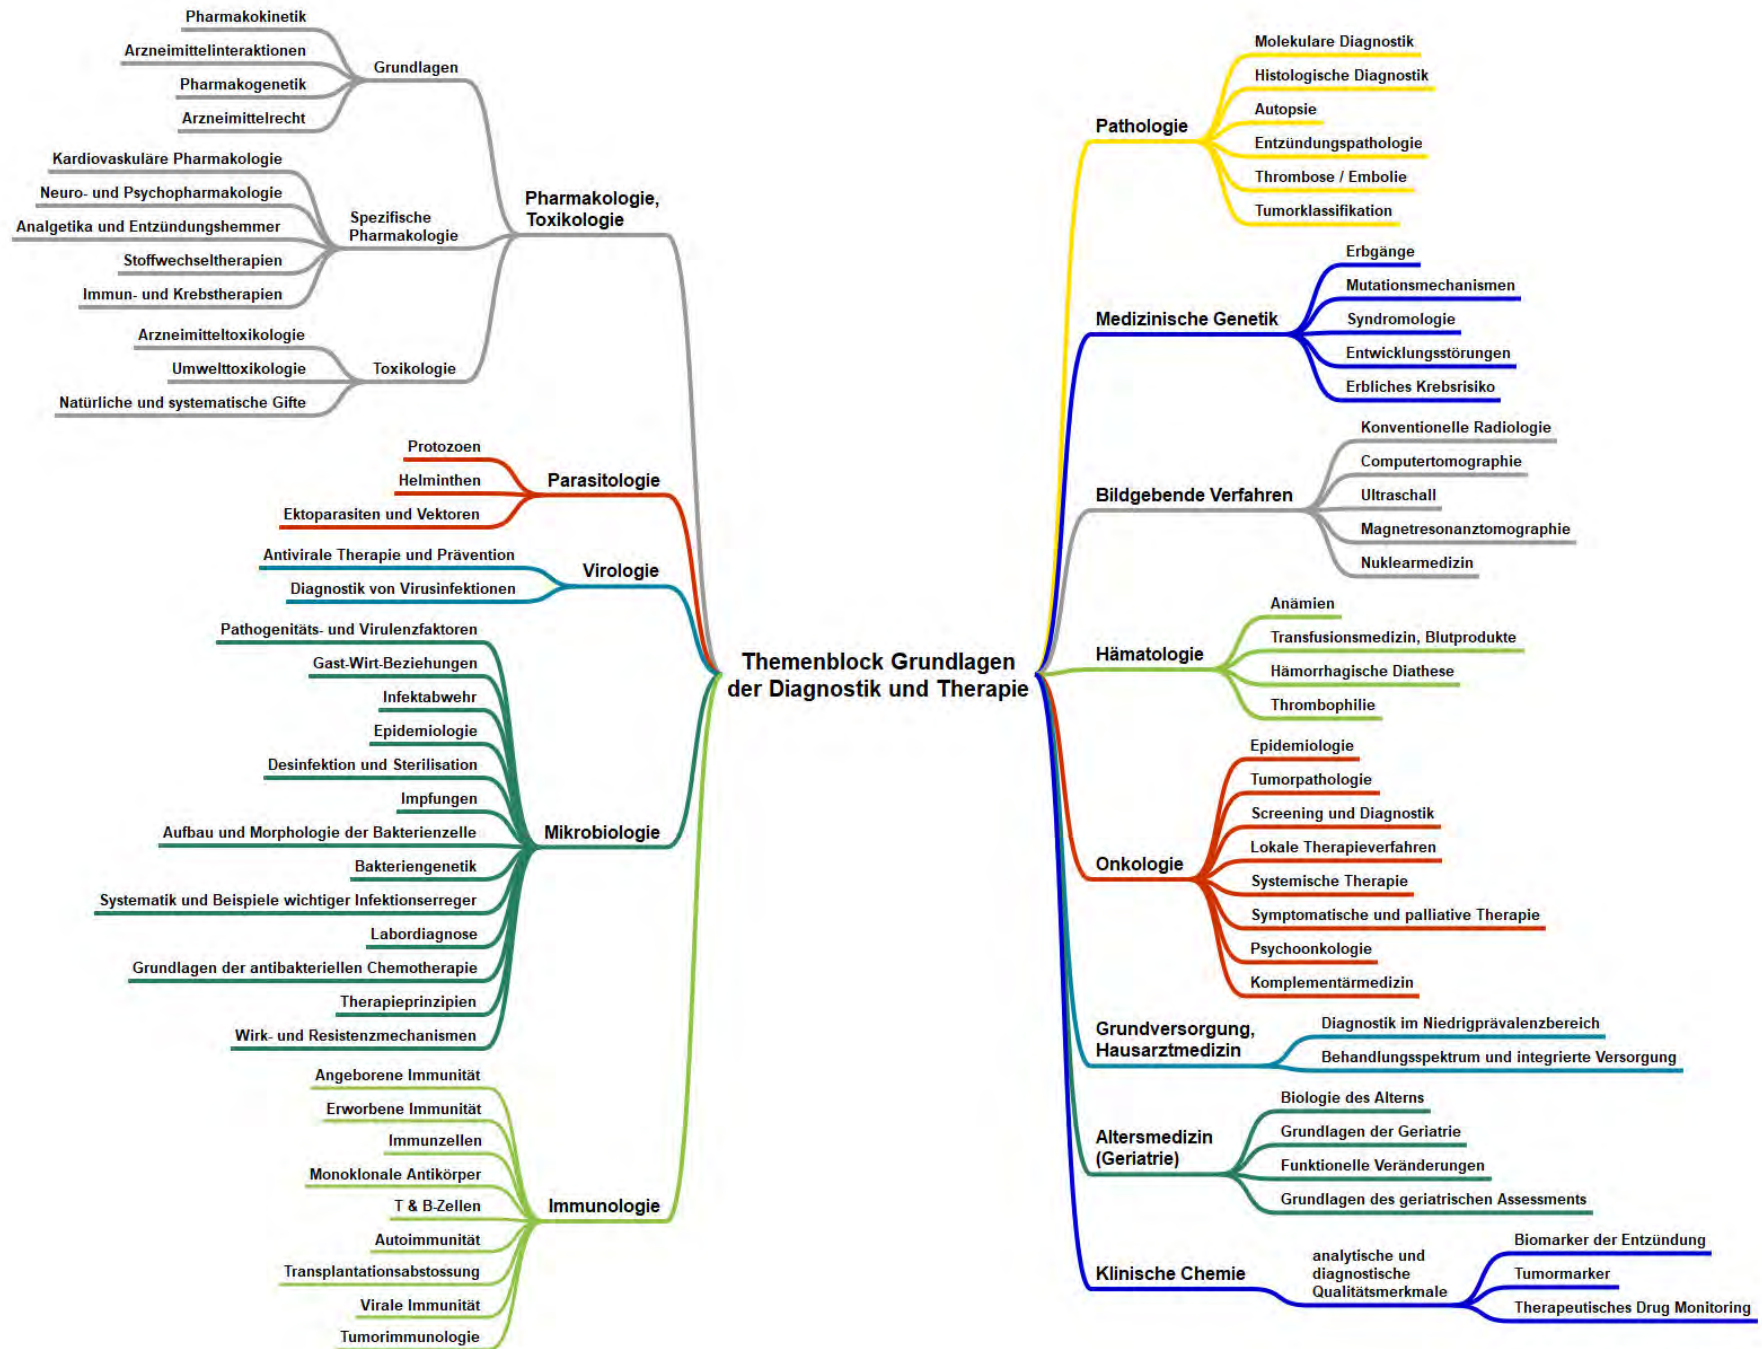 Themenblock Grundlagen
der Diagnostik und Therapie
Pharmakologie,
Toxikologie
Grundlagen
Pharmakokinetik
Arzneimittelinteraktionen
Pharmakogenetik
Arzneimittelrecht
Spezifische
Pharmakologie
Kardiovaskuläre Pharmakologie
Neuro- und Psychopharmakologie
Analgetika und Entzündungshemmer
Stoffwechseltherapien
Immun- und Krebstherapien
Toxikologie
Arzneimitteltoxikologie
Umwelttoxikologie
Natürliche und systematische Gifte
Parasitologie
Protozoen
Helminthen
Ektoparasiten und Vektoren
Virologie
Antivirale Therapie und Prävention
Diagnostik von Virusinfektionen
Mikrobiologie
Pathogenitäts- und Virulenzfaktoren
Gast-Wirt-Beziehungen
Infektabwehr
Epidemiologie
Desinfektion und Sterilisation
Impfungen
Aufbau und Morphologie der Bakterienzelle
Bakteriengenetik
Systematik und Beispiele wichtiger Infektionserreger
Labordiagnose
Grundlagen der antibakteriellen Chemotherapie
Therapieprinzipien
Wirk- und Resistenzmechanismen
Immunologie
Angeborene Immunität
Erworbene Immunität
Immunzellen
Monoklonale Antikörper
T & B-Zellen
Autoimmunität
Transplantationsabstossung
Virale Immunität
Tumorimmunologie
Pathologie
Molekulare Diagnostik
Histologische Diagnostik
Autopsie
Entzündungspathologie
Thrombose / Embolie
Tumorklassifikation
Medizinische Genetik
Erbgänge
Mutationsmechanismen
Syndromologie
Entwicklungsstörungen
Erbliches Krebsrisiko
Bildgebende Verfahren
Konventionelle Radiologie
Computertomographie
Ultraschall
Magnetresonanztomographie
Nuklearmedizin
Hämatologie
Anämien
Transfusionsmedizin, Blutprodukte
Hämorrhagische Diathese
Thrombophilie
Onkologie
Epidemiologie
Tumorpathologie
Screening und Diagnostik
Lokale Therapieverfahren
Systemische Therapie
Symptomatische und palliative Therapie
Psychoonkologie
Komplementärmedizin
Grundversorgung,
Hausarztmedizin
Diagnostik im Niedrigprävalenzbereich
Behandlungsspektrum und integrierte Versorgung
Altersmedizin
(Geriatrie)
Biologie des Alterns
Grundlagen der Geriatrie
Funktionelle Veränderungen
Grundlagen des geriatrischen Assessments
Klinische Chemie
analytische und
diagnostische
Qualitätsmerkmale
Biomarker der Entzündung
Tumormarker
Therapeutisches Drug Monitoring